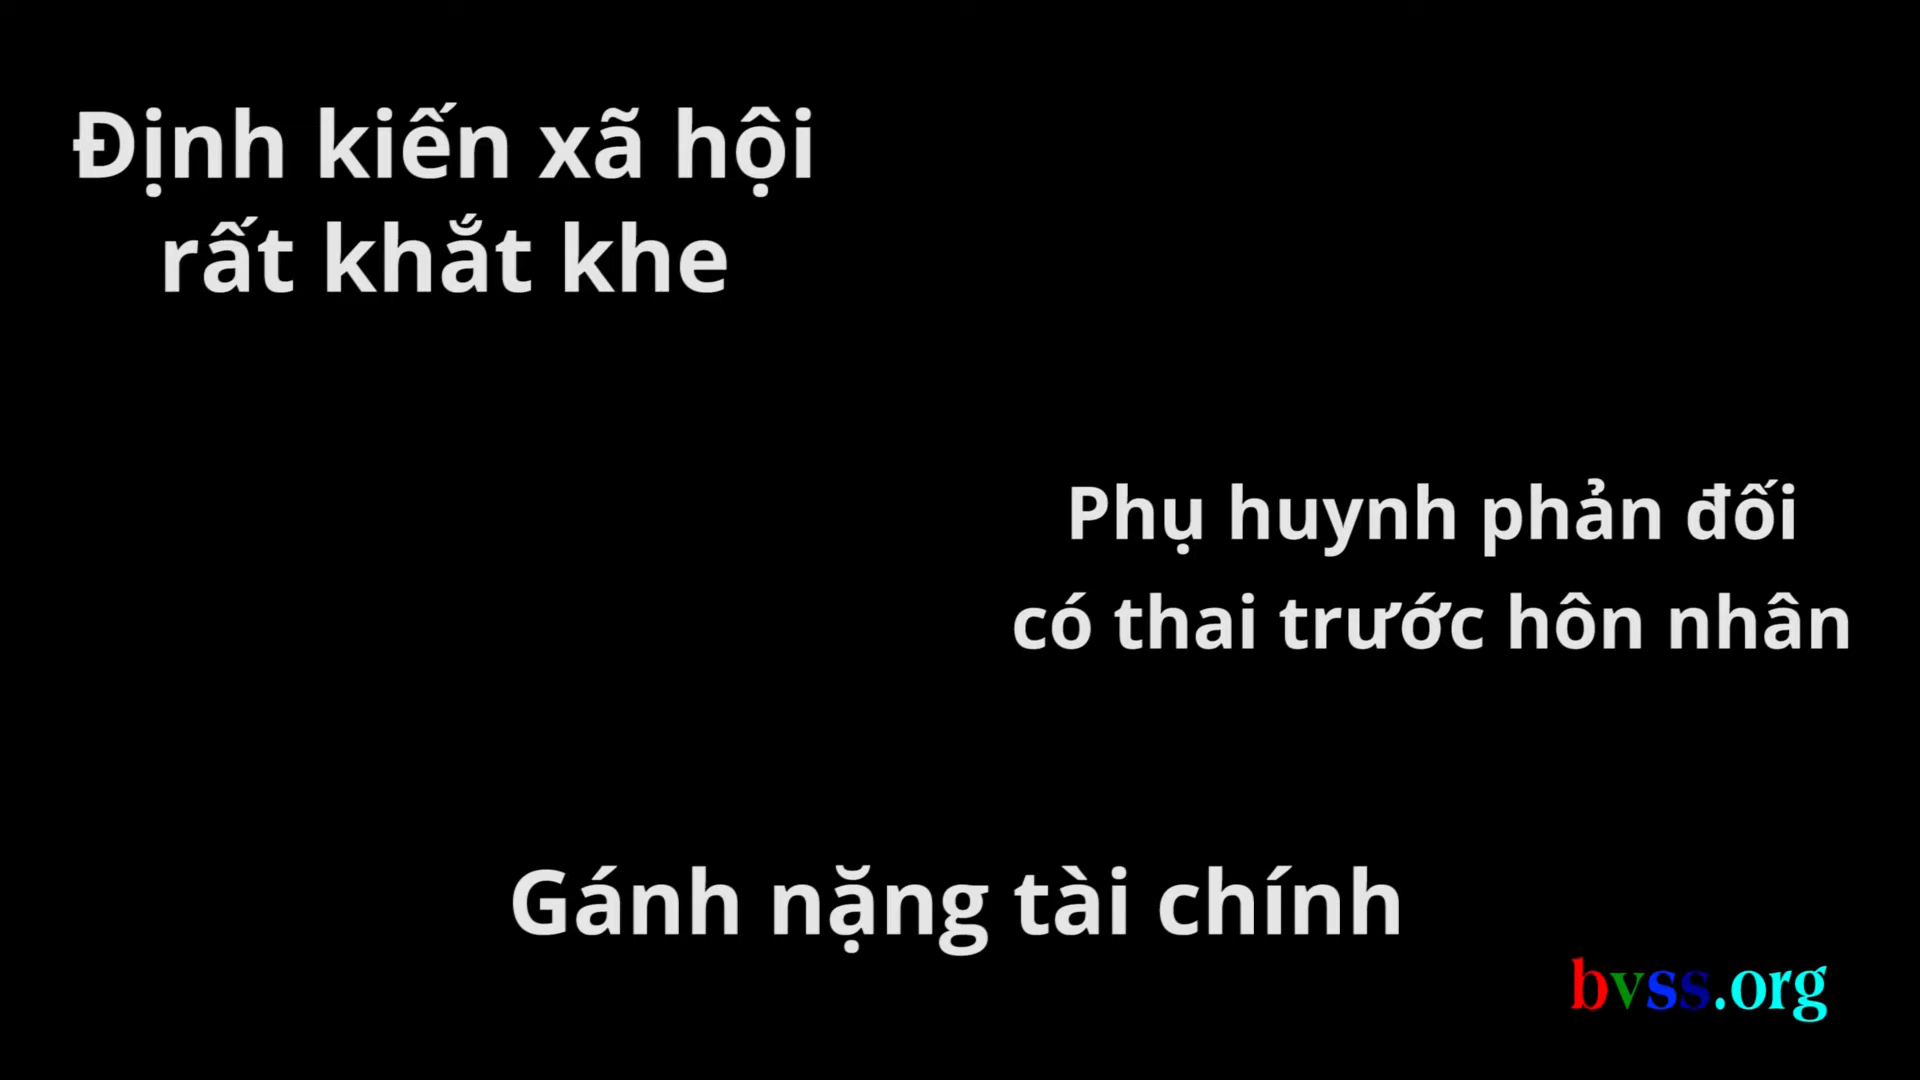 Định kiến xã hội
rất khắt khe
Phụ huynh phản đối
có thai trước hôn nhân
Gánh nặng tài chính
bvss.org